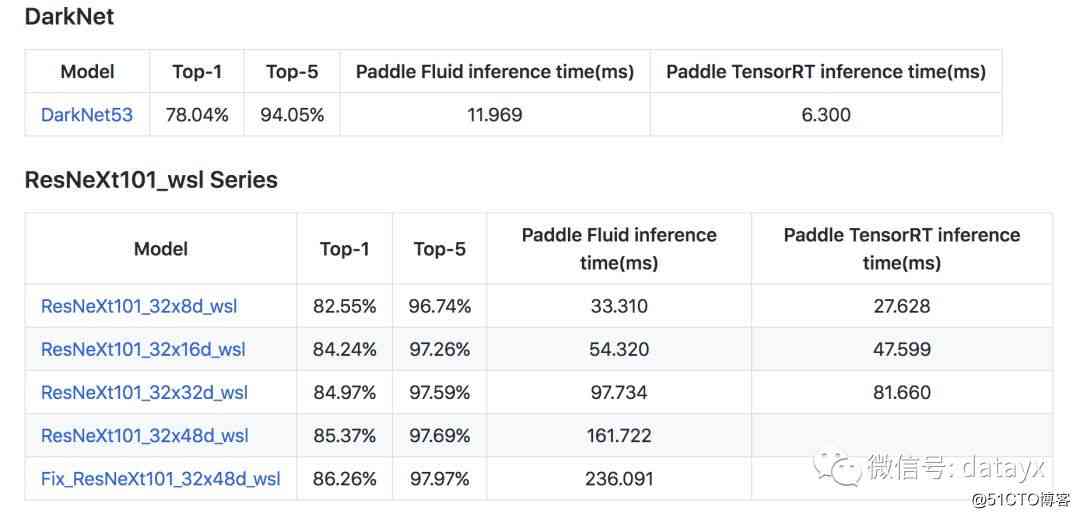 DarkNet
Model Top-1 Top-5 Paddle Fluid inference time(ms) Paddle TensorRT inference time(ms)
DarkNet53 78.04% 94.05% 11.969 6.300
ResNeXt101_wsl Series
Model Top-1 Top-5 Paddle Fluid inference time(ms) Paddle TensorRT inference time(ms)
ResNeXt101_32x8d_wsl 82.55% 96.74% 33.310 27.628
ResNeXt101_32x16d_wsl 84.24% 97.26% 54.320 47.599
ResNeXt101_32x32d_wsl 84.97% 97.59% 97.734 81.660
ResNeXt101_32x48d_wsl 85.37% 97.69% 161.722
Fix_ResNeXt101_32x48d_wsl 86.26% 97.97% 236.091
微信号: datayx
@51CTO博客